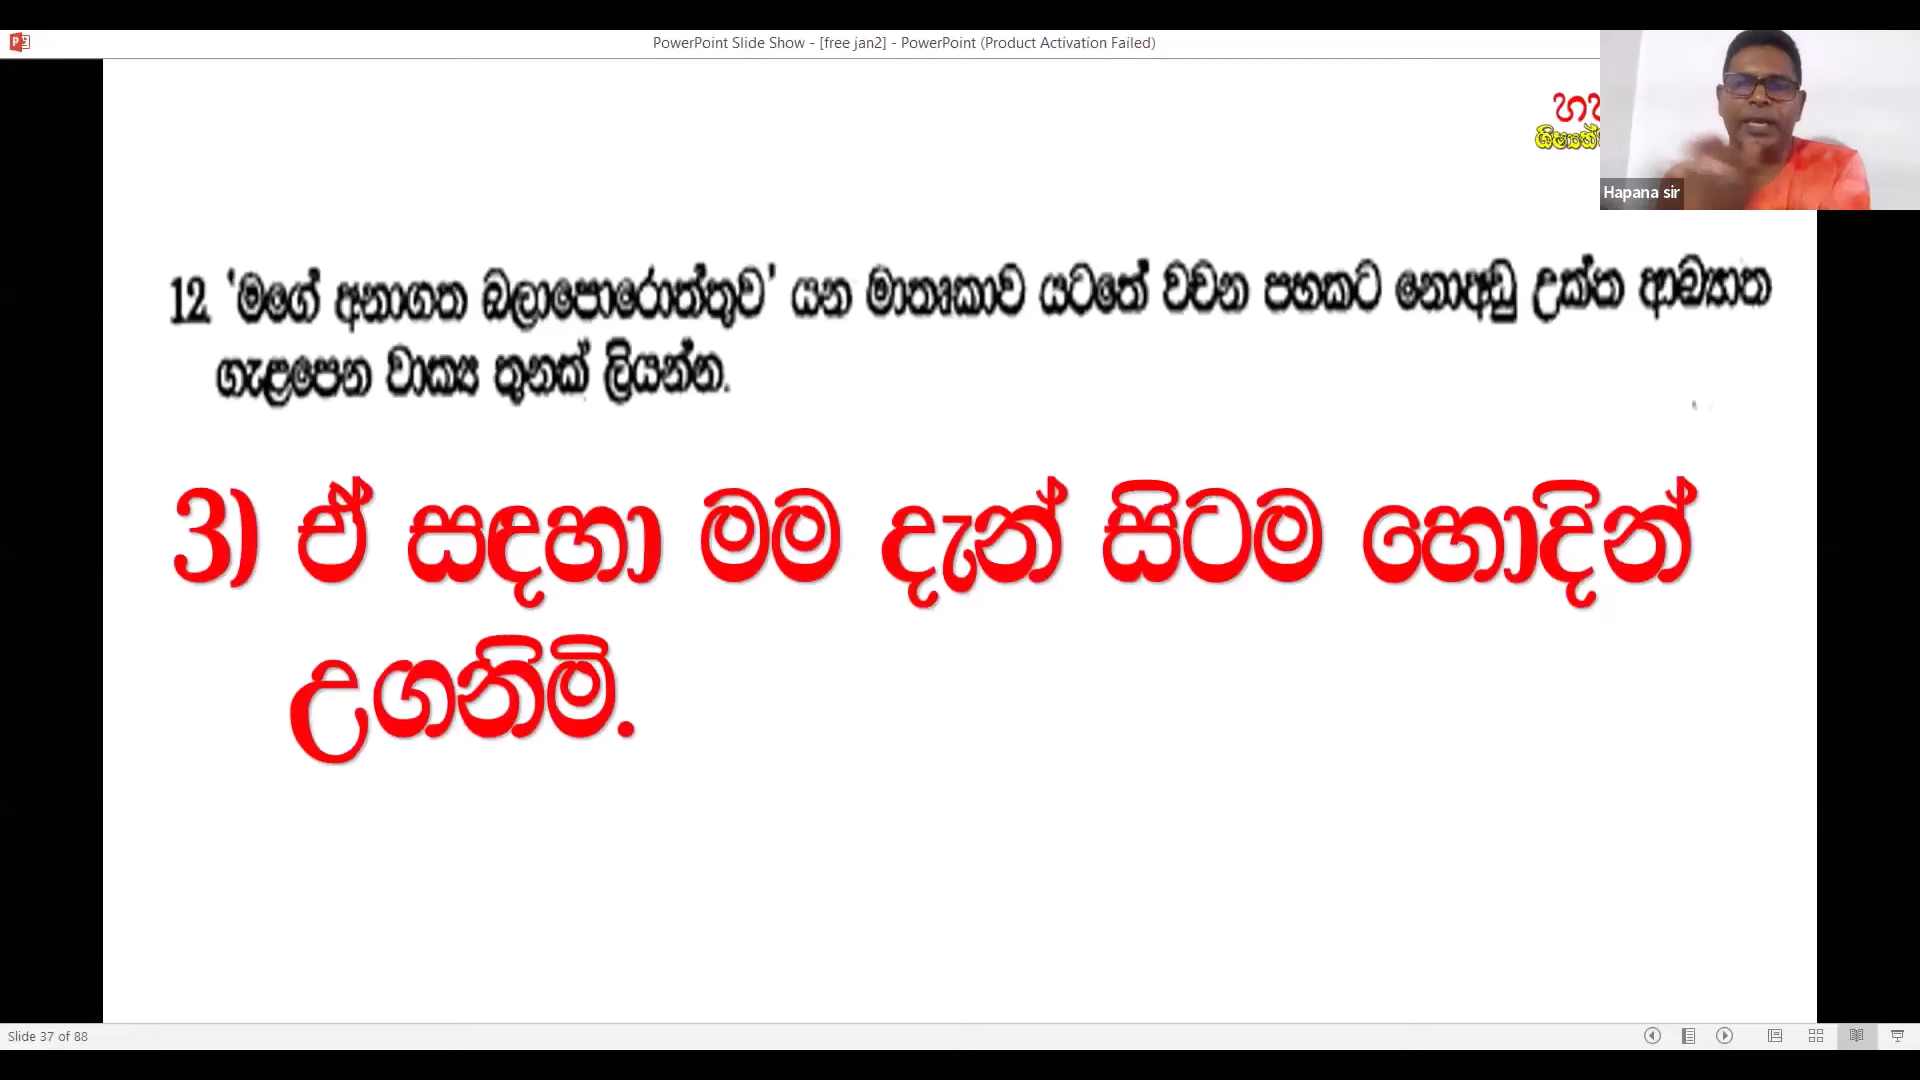 PowerPoint Slide Show - [free jan2] - PowerPoint (Product Activation Failed)
Hapana sir
12. 'මගේ අනාගත බලාපොරොත්තුව' යන මාතෘකාව යටතේ වචන පහකට නොඅඩු උක්ත ආඛ්‍යාත
ගැළපෙන වාක්‍ය තුනක් ලියන්න.
3) ඒ සඳහා මම දැන් සිටම හොඳින්
උගනිමි.
Slide 37 of 88